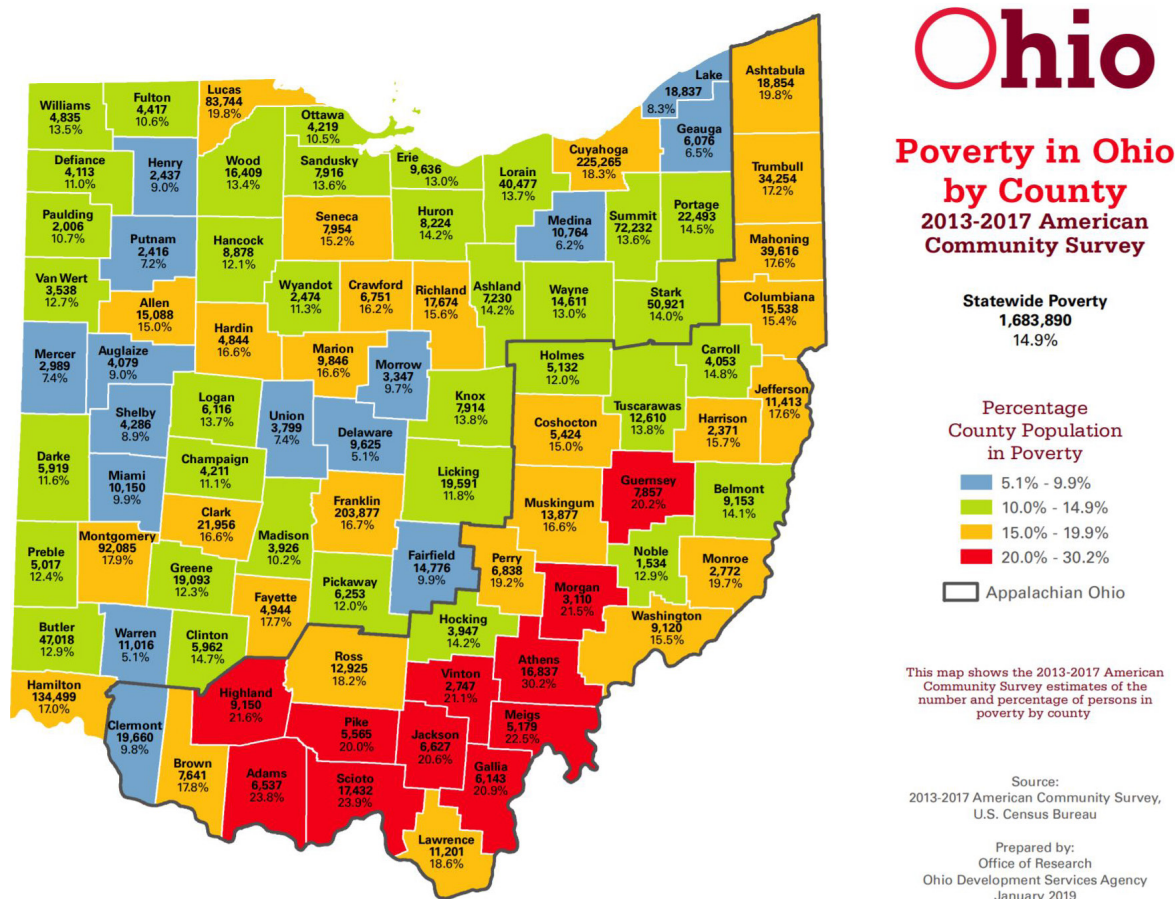 Ohio
Poverty in Ohio
by County
2013-2017 American
Community Survey
Statewide Poverty
1,683,890
14.9%
Percentage
County Population
in Poverty
5.1% - 9.9%
10.0% - 14.9%
15.0% - 19.9%
20.0% - 30.2%
Appalachian Ohio
This map shows the 2013-2017 American
Community Survey estimates of the
number and percentage of persons in
poverty by county
Source:
2013-2017 American Community Survey,
U.S. Census Bureau
Prepared by:
Office of Research
Ohio Development Services Agency
January 2019
Williams
4,835
13.5%
Fulton
4,417
10.6%
Lucas
83,744
19.8%
Ottawa
4,219
10.5%
Lake
18,837
8.3%
Ashtabula
18,854
19.8%
Geauga
6,076
6.5%
Cuyahoga
225,265
18.3%
Defiance
4,113
11.0%
Henry
2,437
9.0%
Wood
16,409
13.4%
Sandusky
7,916
13.6%
Erie
9,636
13.0%
Lorain
40,477
13.7%
Trumbull
34,254
17.2%
Paulding
2,006
10.7%
Putnam
2,416
7.2%
Hancock
8,878
12.1%
Seneca
7,954
15.2%
Huron
8,224
14.2%
Medina
10,764
6.2%
Summit
72,232
13.6%
Portage
22,493
14.5%
Mahoning
39,616
17.6%
Van Wert
3,538
12.7%
Allen
15,088
15.0%
Hardin
4,844
16.6%
Wyandot
2,474
11.3%
Crawford
6,751
16.2%
Richland
17,674
15.6%
Ashland
7,230
14.2%
Wayne
14,611
13.0%
Stark
50,921
14.0%
Columbiana
15,538
15.4%
Mercer
2,989
7.4%
Auglaize
4,079
9.0%
Marion
9,846
16.6%
Morrow
3,347
9.7%
Holmes
5,132
12.0%
Carroll
4,053
14.8%
Jefferson
11,413
17.6%
Shelby
4,286
8.9%
Logan
6,116
13.7%
Union
3,799
7.4%
Delaware
9,625
5.1%
Knox
7,914
13.8%
Coshocton
5,424
15.0%
Tuscarawas
12,610
13.8%
Harrison
2,371
15.7%
Darke
5,919
11.6%
Miami
10,150
9.9%
Champaign
4,211
11.1%
Licking
19,591
11.8%
Guernsey
7,857
20.2%
Belmont
9,153
14.1%
Clark
21,956
16.6%
Franklin
203,877
16.7%
Muskingum
13,877
16.6%
Preble
5,017
12.4%
Montgomery
92,085
17.9%
Greene
19,093
12.3%
Madison
3,926
10.2%
Pickaway
6,253
12.0%
Fairfield
14,776
9.9%
Perry
6,838
19.2%
Morgan
3,110
21.5%
Noble
1,534
12.9%
Monroe
2,772
19.7%
Fayette
4,944
17.7%
Washington
9,120
15.5%
Butler
47,018
12.9%
Warren
11,016
5.1%
Clinton
5,962
14.7%
Hocking
3,947
14.2%
Ross
12,925
18.2%
Athens
16,837
30.2%
Vinton
2,747
21.1%
Hamilton
134,499
17.0%
Highland
9,150
21.6%
Clermont
19,660
9.8%
Pike
5,565
20.0%
Jackson
6,627
20.6%
Meigs
5,179
22.5%
Brown
7,641
17.8%
Adams
6,537
23.8%
Scioto
17,432
23.9%
Gallia
6,143
20.9%
Lawrence
11,201
18.6%